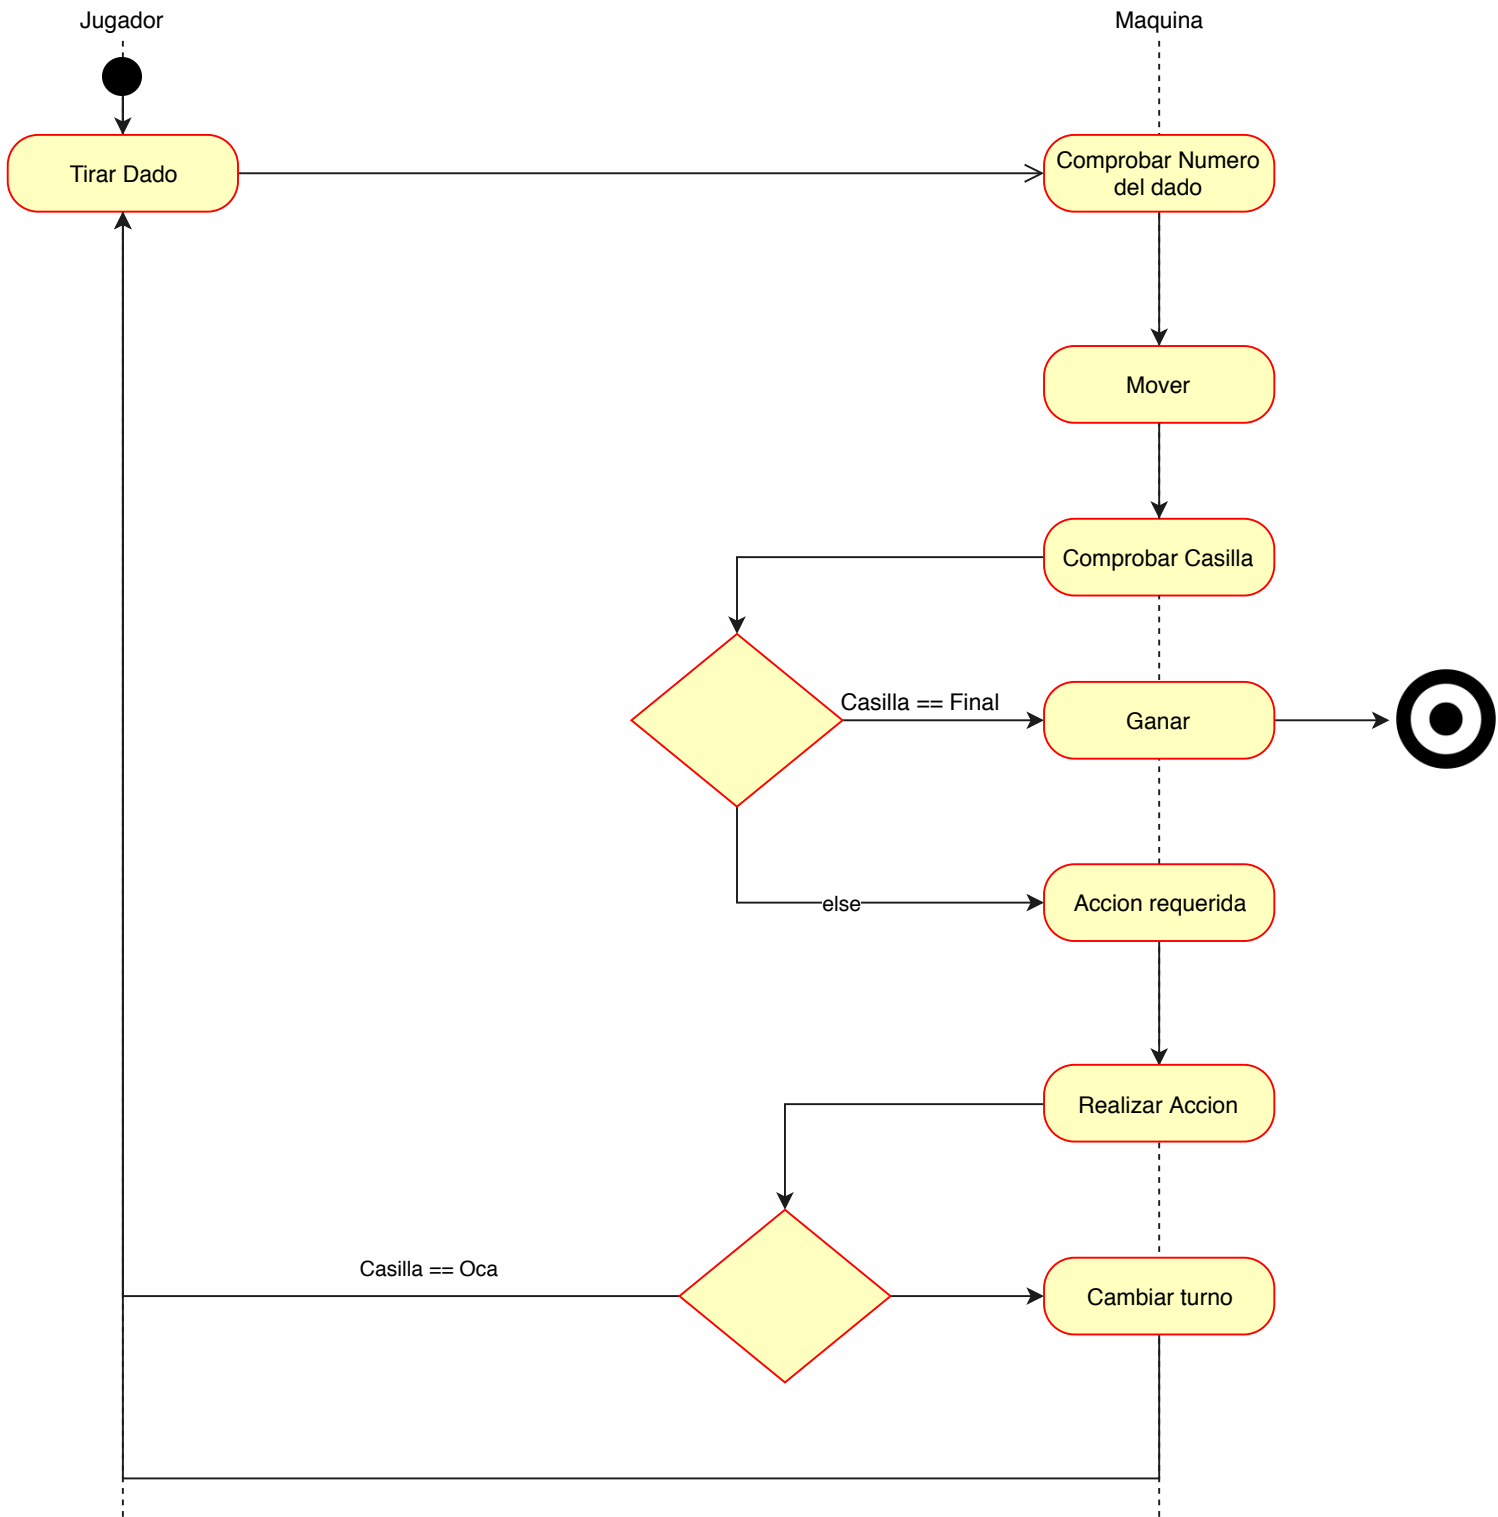 Jugador
Maquina
Tirar Dado
Comprobar Numero
del dado
Mover
Comprobar Casilla
Casilla == Final
Ganar
else
Accion requerida
Realizar Accion
Casilla == Oca
Cambiar turno